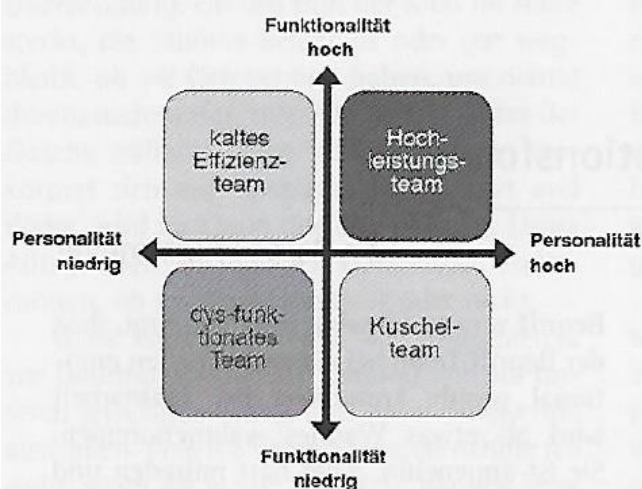 Funktionalität
hoch
kaltes
Effizienz-
team
Hoch-
leistungs-
team
Personalität
niedrig
Personalität
hoch
dys-funk-
tionales
Team
Kuschel-
team
Funktionalität
niedrig